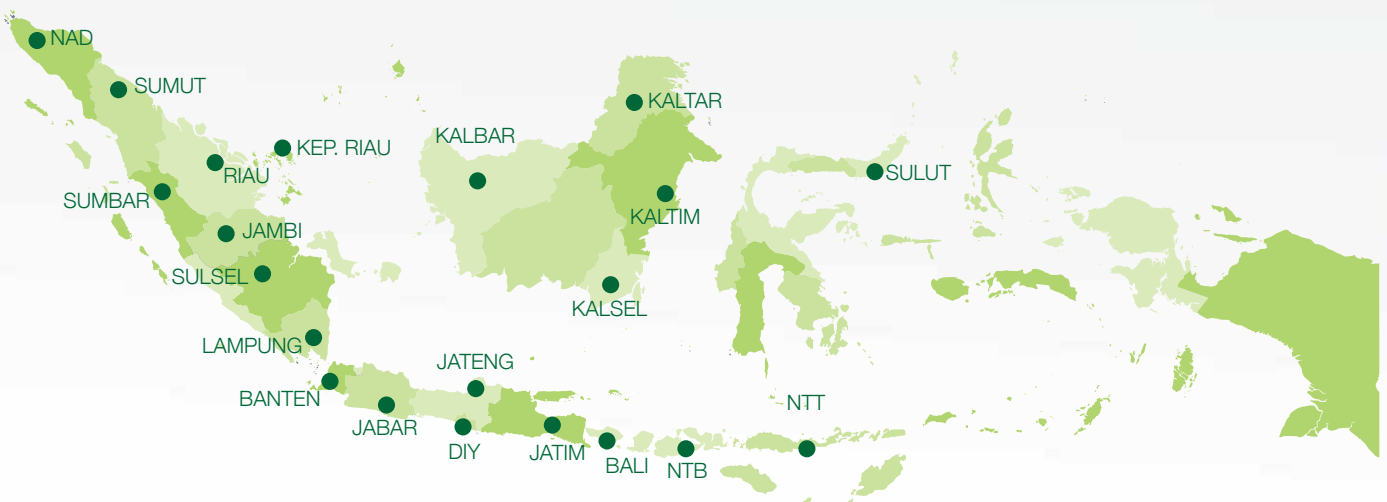 NAD
SUMUT
KEP. RIAU
RIAU
SUMBAR
JAMBI
SULSEL
LAMPUNG
BANTEN
JABAR
JATENG
DIY
JATIM
BALI
NTB
NTT
KALBAR
KALTAR
KALTIM
KALSEL
SULUT